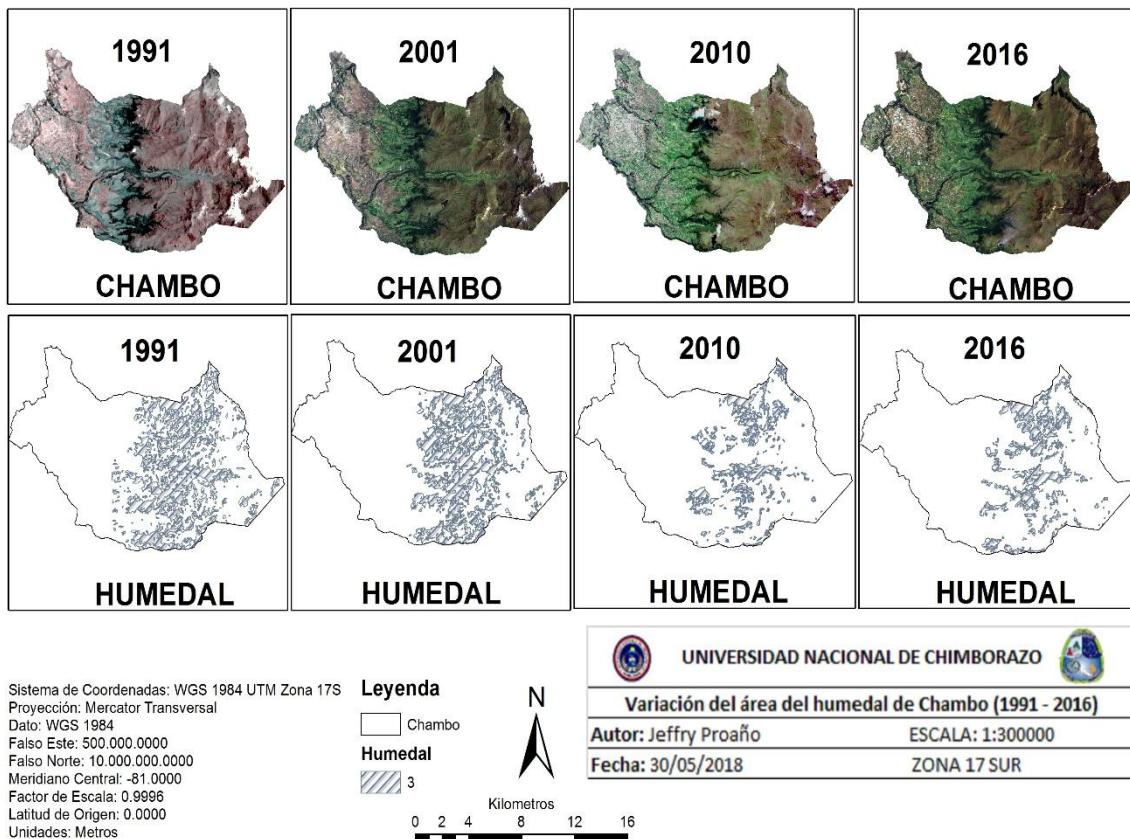 1991
2001
2010
2016
CHAMBO
CHAMBO
CHAMBO
CHAMBO
1991
2001
2010
2016
HUMEDAL
HUMEDAL
HUMEDAL
HUMEDAL
Sistema de Coordenadas: WGS 1984 UTM Zona 17S
Proyección: Mercator Transversal
Dato: WGS 1984
Falso Este: 500.000.0000
Falso Norte: 10.000.000.0000
Meridiano Central: -81.0000
Factor de Escala: 0.9996
Latitud de Origen: 0.0000
Unidades: Metros
Leyenda
Chambo
Humedal
3
N
Kilometros
0 2 4 8 12 16
UNIVERSIDAD NACIONAL DE CHIMBORAZO
Variación del área del humedal de Chambo (1991 - 2016)
Autor: Jeffry Proaño ESCALA: 1:300000
Fecha: 30/05/2018 ZONA 17 SUR